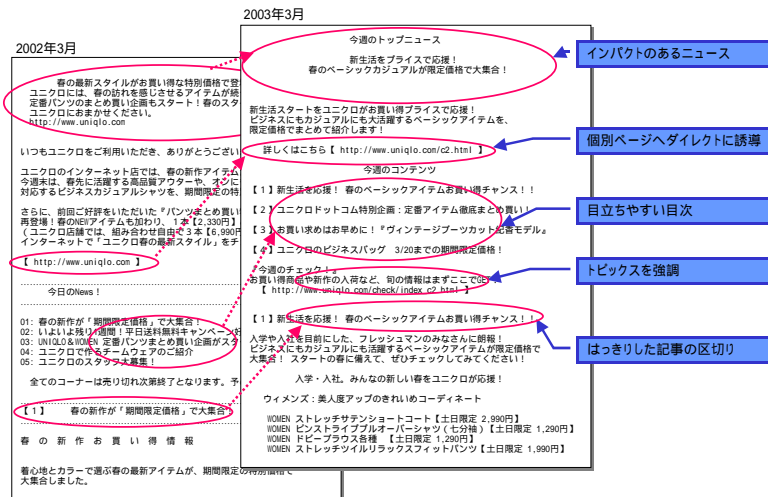 2002年3月
春の最新スタイルがお買い得な特別価格で登
ユニクロには、春の訪れを感じさせるアイテムが続
定番パンツのまとめ買い企画もスタート！春のスタ
ユニクロにおまかせください。
http://www.uniqlo.com
いつもユニクロをご利用いただき、ありがとうござい
ユニクロのインターネット店では、春の新作アイテム
今週末は、春先に活躍する高品質アウターや、オンに
対応するビジネスカジュアルシャツを、期間限定の特
さらに、前回ご好評をいただいた『パンツまとめ買い
再登場！春のNEWアイテムも加わり、1本【2,330円】
（ユニクロ店舗では、組み合わせ自由で3本【6,990円
インターネットで「ユニクロ春の最新スタイル」をチ
【 http://www.uniqlo.com 】
今日のNews！
01: 春の新作が「期間限定価格」で大集合！
02: いよいよ残り1週間！平日送料無料キャンペーン好
03: UNIQLO&WOMEN 定番パンツまとめ買い企画がスタ
04: ユニクロで作るチームウェアのご紹介
05: ユニクロのスタッフ大募集！
全てのコーナーは売り切れ次第終了となります。予
【1】 春の新作が「期間限定価格」で大集合！
春 の 新 作 お 買 い 得 情 報
着心地とカラーで選ぶ春の最新アイテムが、期間限定の特別価格で
大集合しました。
2003年3月
今週のトップニュース
新生活をプライスで応援！
春のベーシックカジュアルが限定価格で大集合！
新生活スタートをユニクロがお買い得プライスで応援！
ビジネスにもカジュアルにも大活躍するベーシックアイテムを、
限定価格でまとめて紹介します！
詳しくはこちら【 http://www.uniqlo.com/c2.html 】
今週のコンテンツ
【1】新生活を応援！ 春のベーシックアイテムお買い得チャンス！！
【2】ユニクロドットコム特別企画：定番アイテム徹底まとめ買い！
【3】お買い求めはお早めに！『ヴィンテージブーツカット紀香モデル』
【4】ユニクロのビジネスバッグ 3/20までの期間限定価格！
『今週のチェック！』
お買い得商品や新作の入荷など、旬の情報はまずここでGET
【 http://www.uniqlo.com/check/index_c2.html 】
【1】新生活を応援！ 春のベーシックアイテムお買い得チャンス！！
入学や入社を目前にした、フレッシュマンのみなさんに朗報！
ビジネスにもカジュアルにも活躍するベーシックアイテムが限定価格で
大集合！ スタートの春に備えて、ぜひチェックしてみてください！
入学・入社。みんなの新しい春をユニクロが応援！
ウィメンズ：美人度アップのきれいめコーディネート
WOMEN ストレッチサテンショートコート【土日限定 2,990円】
WOMEN ピンストライププルオーバーシャツ（七分袖）【土日限定 1,290円】
WOMEN ドビーブラウス各種 【土日限定 1,290円】
WOMEN ストレッチツイルリラックスフィットパンツ【土日限定 1,990円】
インパクトのあるニュース
個別ページへダイレクトに誘導
目立ちやすい目次
トピックスを強調
はっきりした記事の区切り